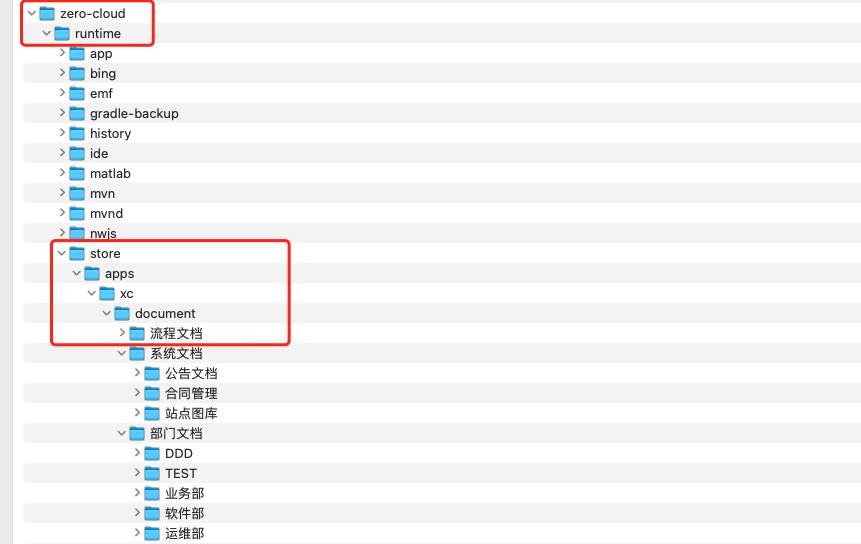 zero-cloud
runtime
app
bing
emf
gradle-backup
history
ide
matlab
mvn
mvnd
nwjs
store
apps
xc
document
流程文档
系统文档
公告文档
合同管理
站点图库
部门文档
DDD
TEST
业务部
软件部
运维部